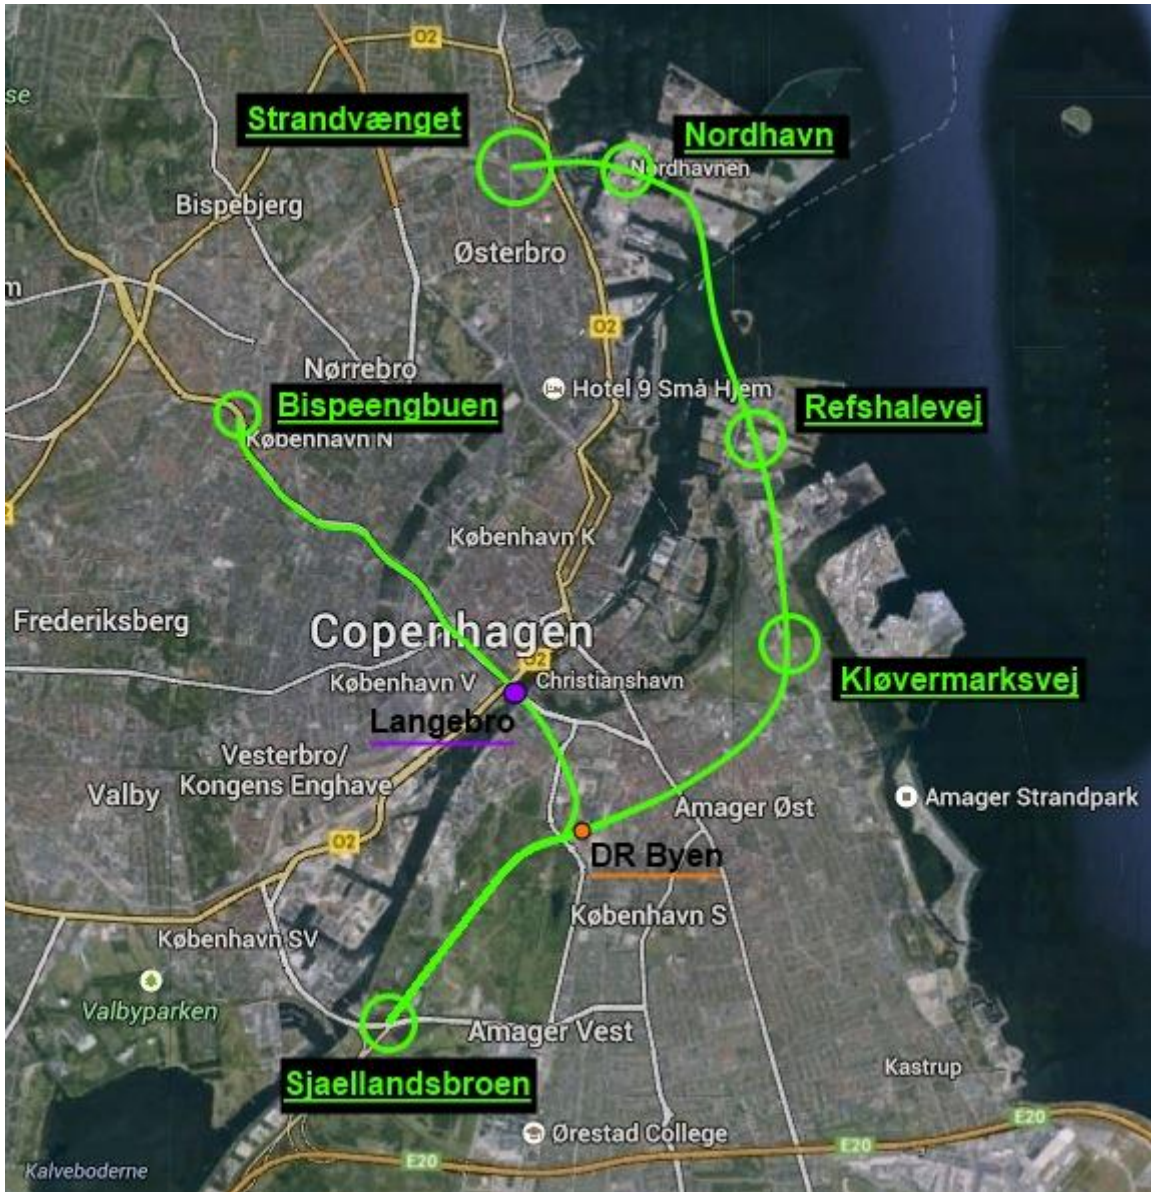 O2
se
Strandvænget
Nordhavn
Nordhavnen
Bispebjerg
Østerbro
m
O2
Nørrebro
Hotel 9 Små Hjem
Bispeengbuen
Refshalevej
København N
København K
Frederiksberg
Copenhagen
O2
København V
Christianshavn
Kløvermarksvej
Langebro
Vesterbro/
Kongens Enghave
Valby
Amager Øst
Amager Strandpark
O2
DR Byen
København S
København SV
Valbyparken
Amager Vest
Kastrup
Sjaellandsbroen
E20
Ørestad College
E20
E20
Kalveboderne